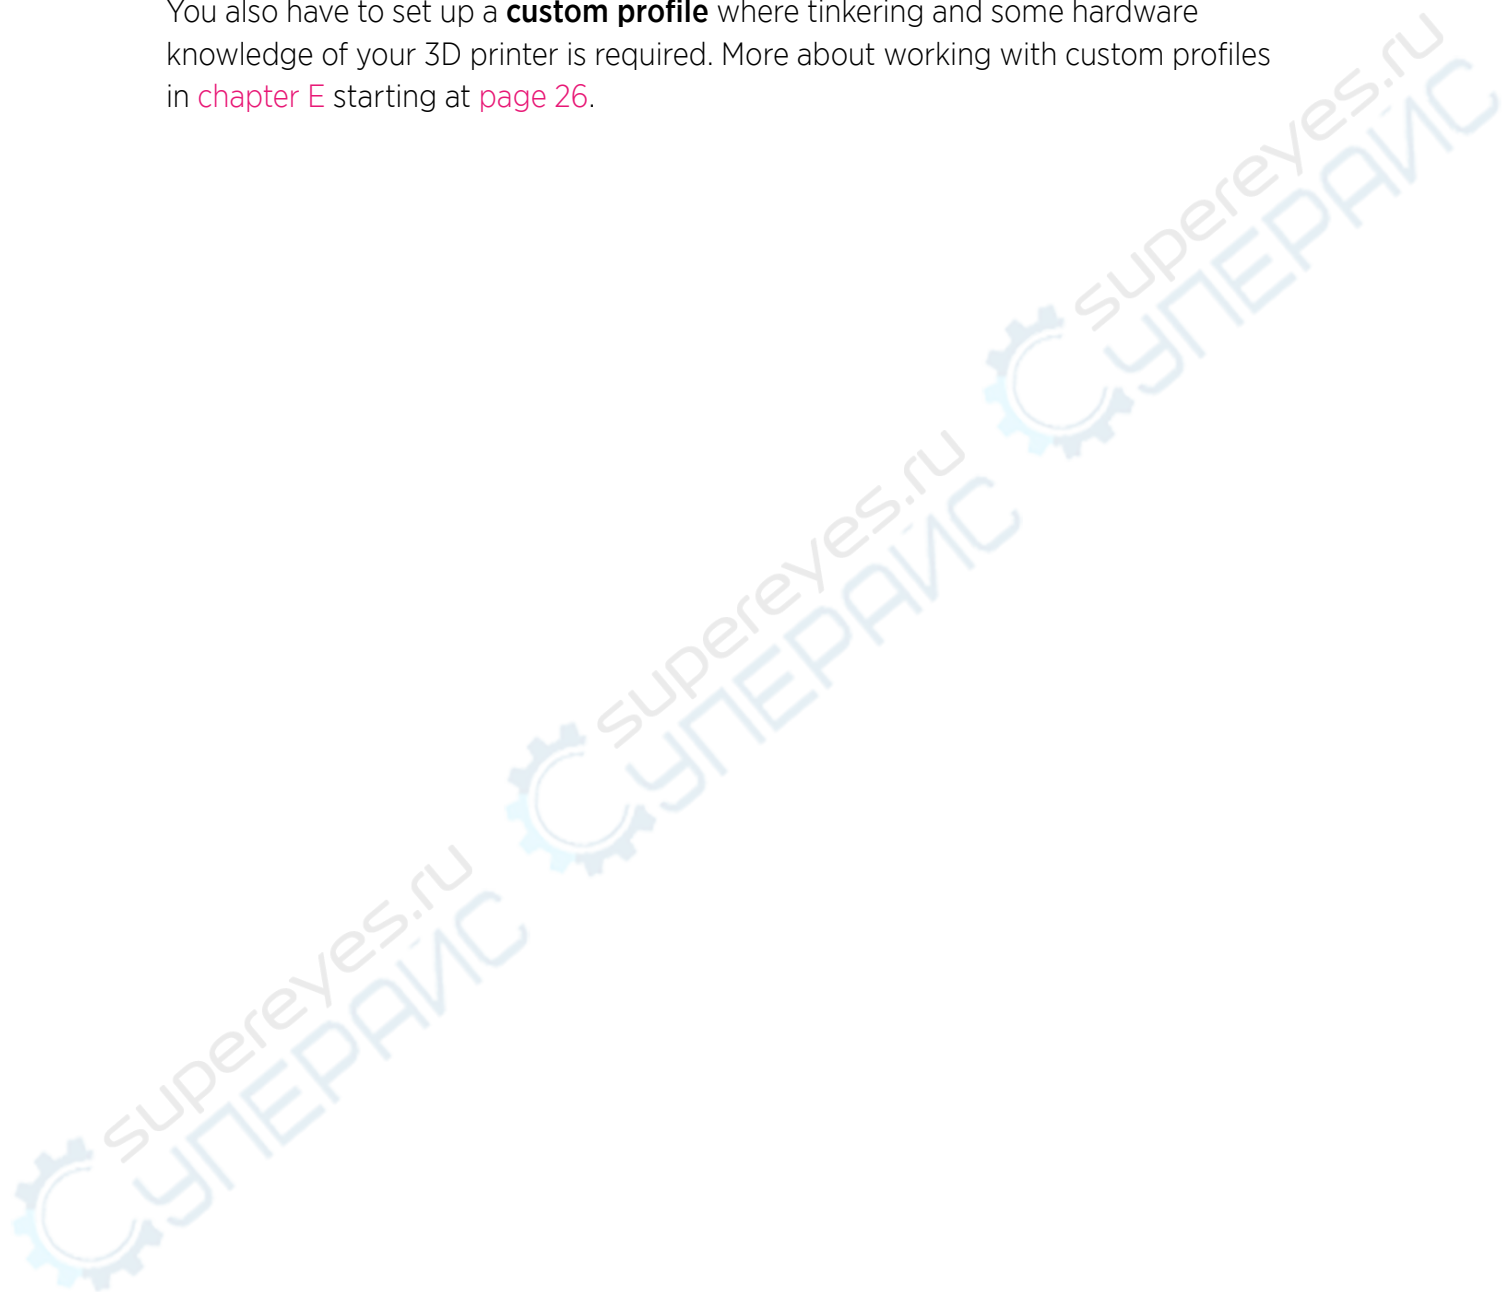 You also have to set up a custom profile where tinkering and some hardware
knowledge of your 3D printer is required. More about working with custom profiles
in chapter E starting at page 26.
supereyes.ru
СУПЕРАЙС
supereyes.ru
СУПЕРАЙС
supereyes.ru
СУПЕРАЙС